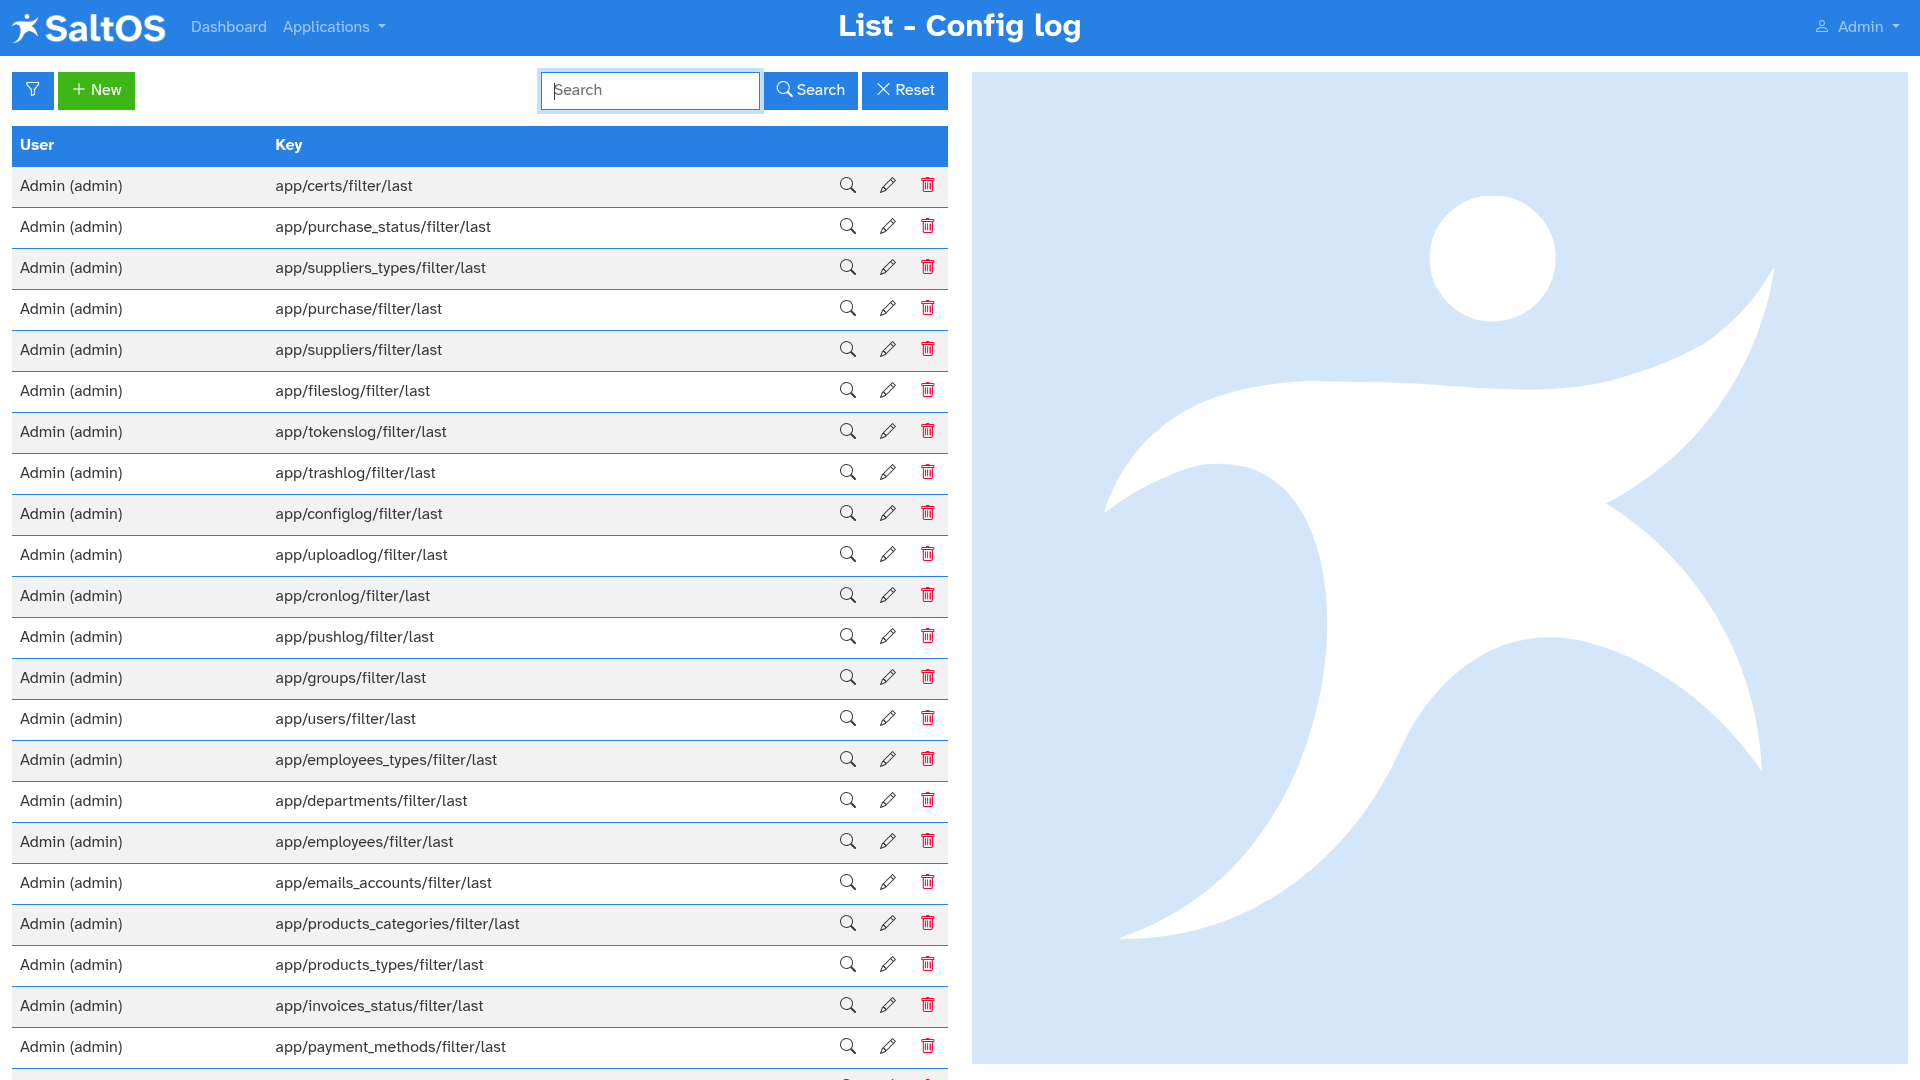 SaltOS Dashboard Applications List - Config log Admin
New Search Search Reset
User Key
Admin (admin) app/certs/filter/last
Admin (admin) app/purchase_status/filter/last
Admin (admin) app/suppliers_types/filter/last
Admin (admin) app/purchase/filter/last
Admin (admin) app/suppliers/filter/last
Admin (admin) app/fileslog/filter/last
Admin (admin) app/tokenslog/filter/last
Admin (admin) app/trashlog/filter/last
Admin (admin) app/configlog/filter/last
Admin (admin) app/uploadlog/filter/last
Admin (admin) app/cronlog/filter/last
Admin (admin) app/pushlog/filter/last
Admin (admin) app/groups/filter/last
Admin (admin) app/users/filter/last
Admin (admin) app/employees_types/filter/last
Admin (admin) app/departments/filter/last
Admin (admin) app/employees/filter/last
Admin (admin) app/emails_accounts/filter/last
Admin (admin) app/products_categories/filter/last
Admin (admin) app/products_types/filter/last
Admin (admin) app/invoices_status/filter/last
Admin (admin) app/payment_methods/filter/last